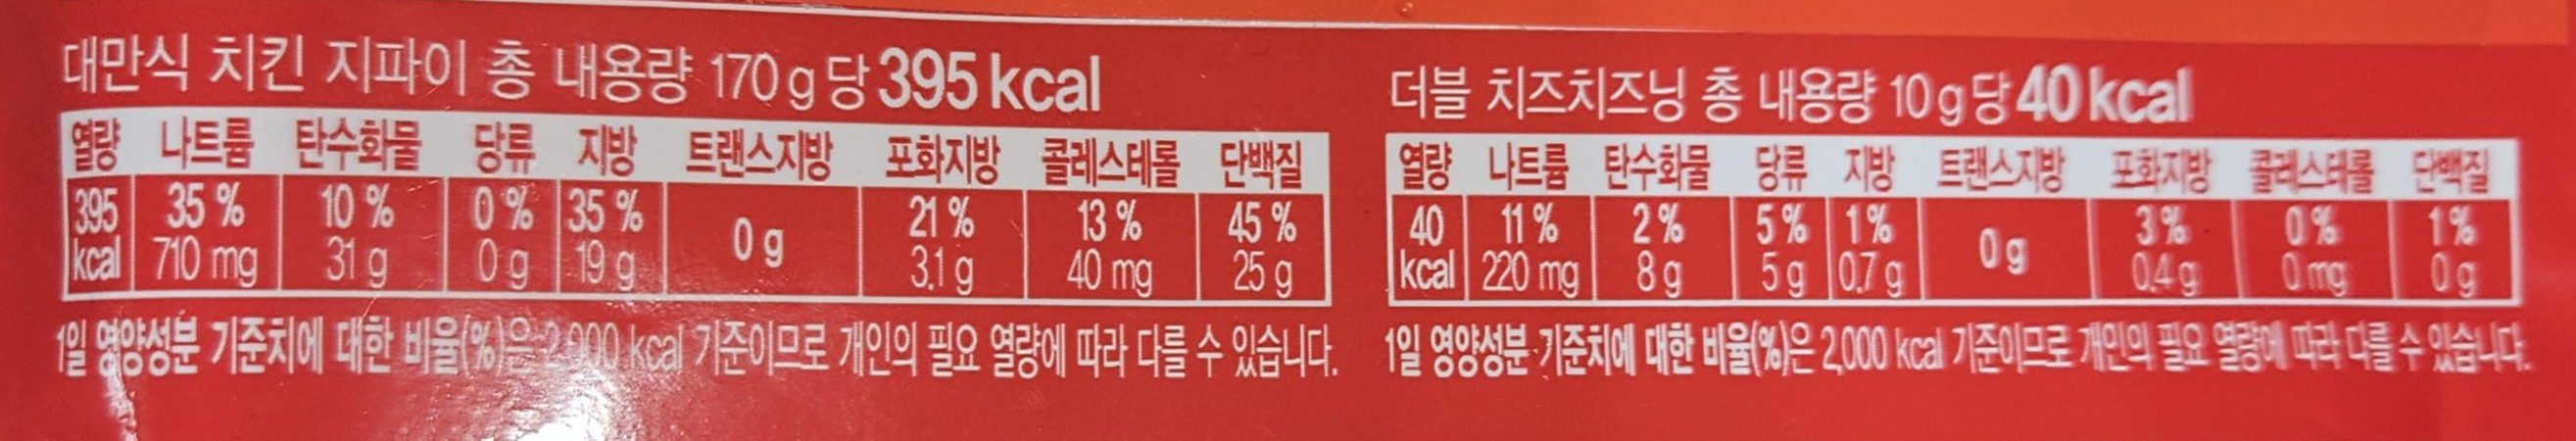 대만식 치킨 지파이 총 내용량 170 g당 395 kcal
열량 나트륨 탄수화물 당류 지방 트랜스지방 포화지방 콜레스테롤 단백질
395 35 % 10 % 0 % 35 % 0 g 21 % 13 % 45 %
kcal 710 mg 31 g 0 g 19 g 3.1 g 40 mg 25 g
1일 영양성분 기준치에 대한 비율(%)은 2,000 kcal 기준이므로 개인의 필요 열량에 따라 다를 수 있습니다.
더블 치즈치즈닝 총 내용량 10 g당 40 kcal
열량 나트륨 탄수화물 당류 지방 트랜스지방 포화지방 콜레스테롤 단백질
40 11 % 2 % 5 % 1 % 0 g 3 % 0 % 1 %
kcal 220 mg 8 g 5 g 0.7 g 0.4 g 0 mg 0 g
1일 영양성분 기준치에 대한 비율(%)은 2,000 kcal 기준이므로 개인의 필요 열량에 따라 다를 수 있습니다.